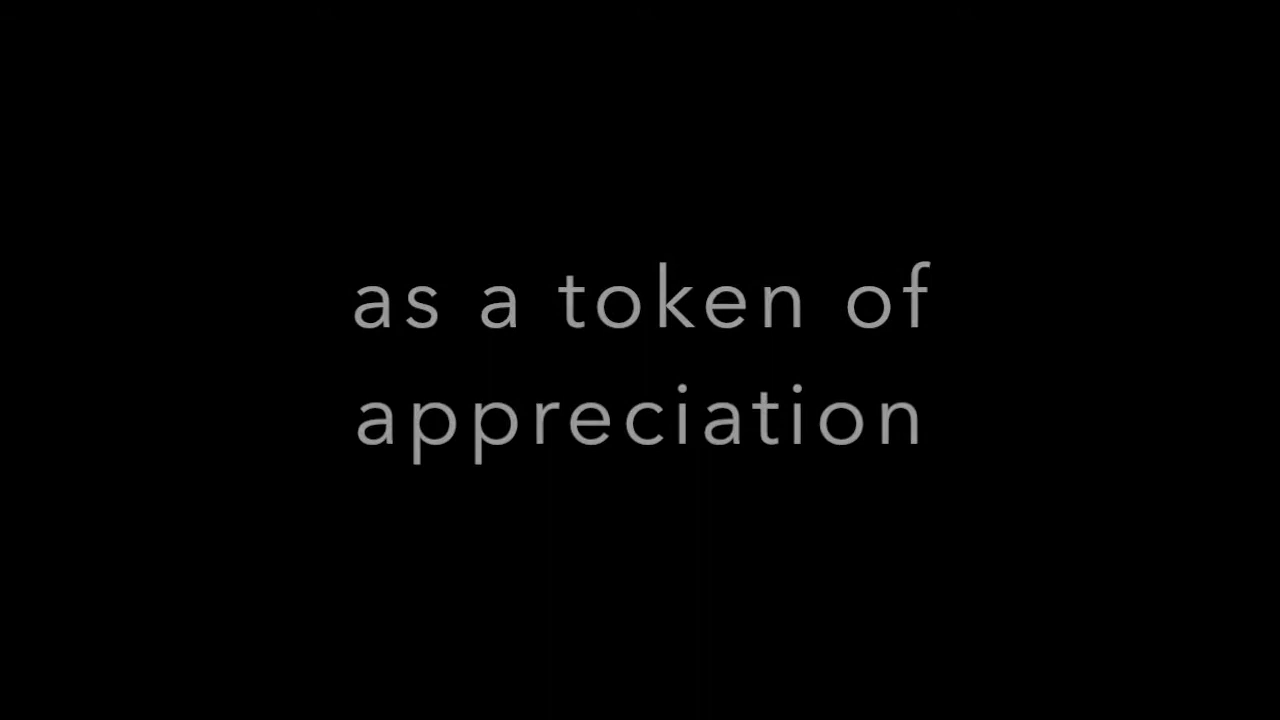 as a token of
appreciation